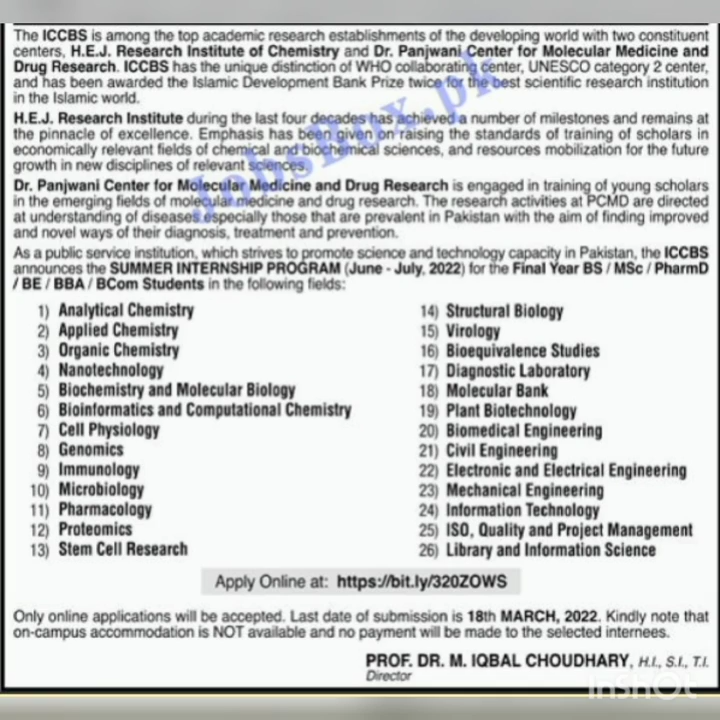 The ICCBS is among the top academic research establishments of the developing world with two constituent
centers, H.E.J. Research Institute of Chemistry and Dr. Panjwani Center for Molecular Medicine and
Drug Research. ICCBS has the unique distinction of WHO collaborating center, UNESCO category 2 center,
and has been awarded the Islamic Development Bank Prize twice for the best scientific research institution
in the Islamic world.
H.E.J. Research Institute during the last four decades has achieved a number of milestones and remains at
the pinnacle of excellence. Emphasis has been given on raising the standards of training of scholars in
economically relevant fields of chemical and biochemical sciences, and resources mobilization for the future
growth in new disciplines of relevant sciences.
Dr. Panjwani Center for Molecular Medicine and Drug Research is engaged in training of young scholars
in the emerging fields of molecular medicine and drug research. The research activities at PCMD are directed
at understanding of diseases especially those that are prevalent in Pakistan with the aim of finding improved
and novel ways of their diagnosis, treatment and prevention.
As a public service institution, which strives to promote science and technology capacity in Pakistan, the ICCBS
announces the SUMMER INTERNSHIP PROGRAM (June - July, 2022) for the Final Year BS / MSc / PharmD
/ BE / BBA / BCom Students in the following fields:
1) Analytical Chemistry
2) Applied Chemistry
3) Organic Chemistry
4) Nanotechnology
5) Biochemistry and Molecular Biology
6) Bioinformatics and Computational Chemistry
7) Cell Physiology
8) Genomics
9) Immunology
10) Microbiology
11) Pharmacology
12) Proteomics
13) Stem Cell Research
14) Structural Biology
15) Virology
16) Bioequivalence Studies
17) Diagnostic Laboratory
18) Molecular Bank
19) Plant Biotechnology
20) Biomedical Engineering
21) Civil Engineering
22) Electronic and Electrical Engineering
23) Mechanical Engineering
24) Information Technology
25) ISO, Quality and Project Management
26) Library and Information Science
Apply Online at: https://bit.ly/320ZOWS
Only online applications will be accepted. Last date of submission is 18th MARCH, 2022. Kindly note that
on-campus accommodation is NOT available and no payment will be made to the selected internees.
PROF. DR. M. IQBAL CHOUDHARY, H.I., S.I., T.I.
Director
JobsBox.pk
InShOt